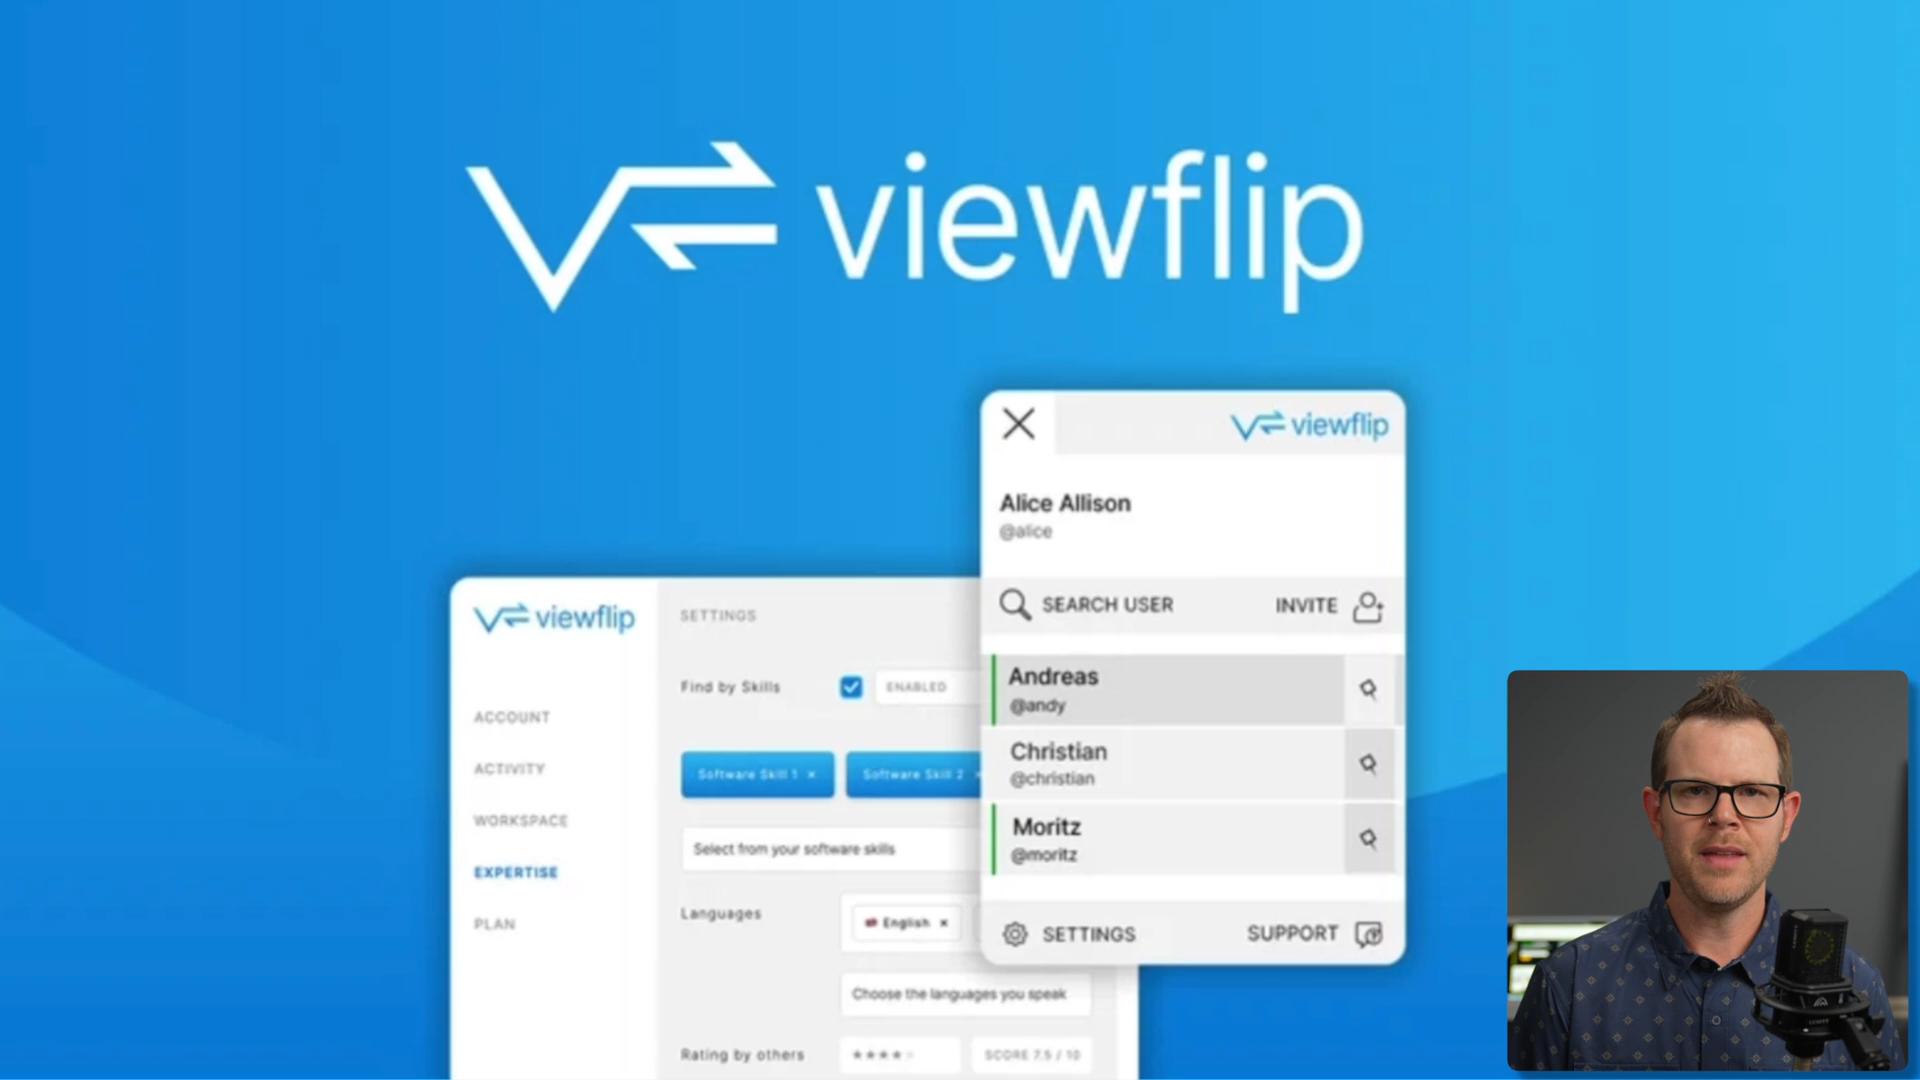 viewflip
viewflip
Alice Allison
@alice
SEARCH USER
INVITE
Andreas
@andy
Christian
@christian
Moritz
@moritz
SETTINGS
SUPPORT
viewflip
ACCOUNT
ACTIVITY
WORKSPACE
EXPERTISE
PLAN
SETTINGS
Find by Skills
ENABLED
Software Skill 1 ×
Software Skill 2 ×
Select from your software skills
Languages
English ×
Choose the languages you speak
Rating by others
SCORE 7.5 / 10